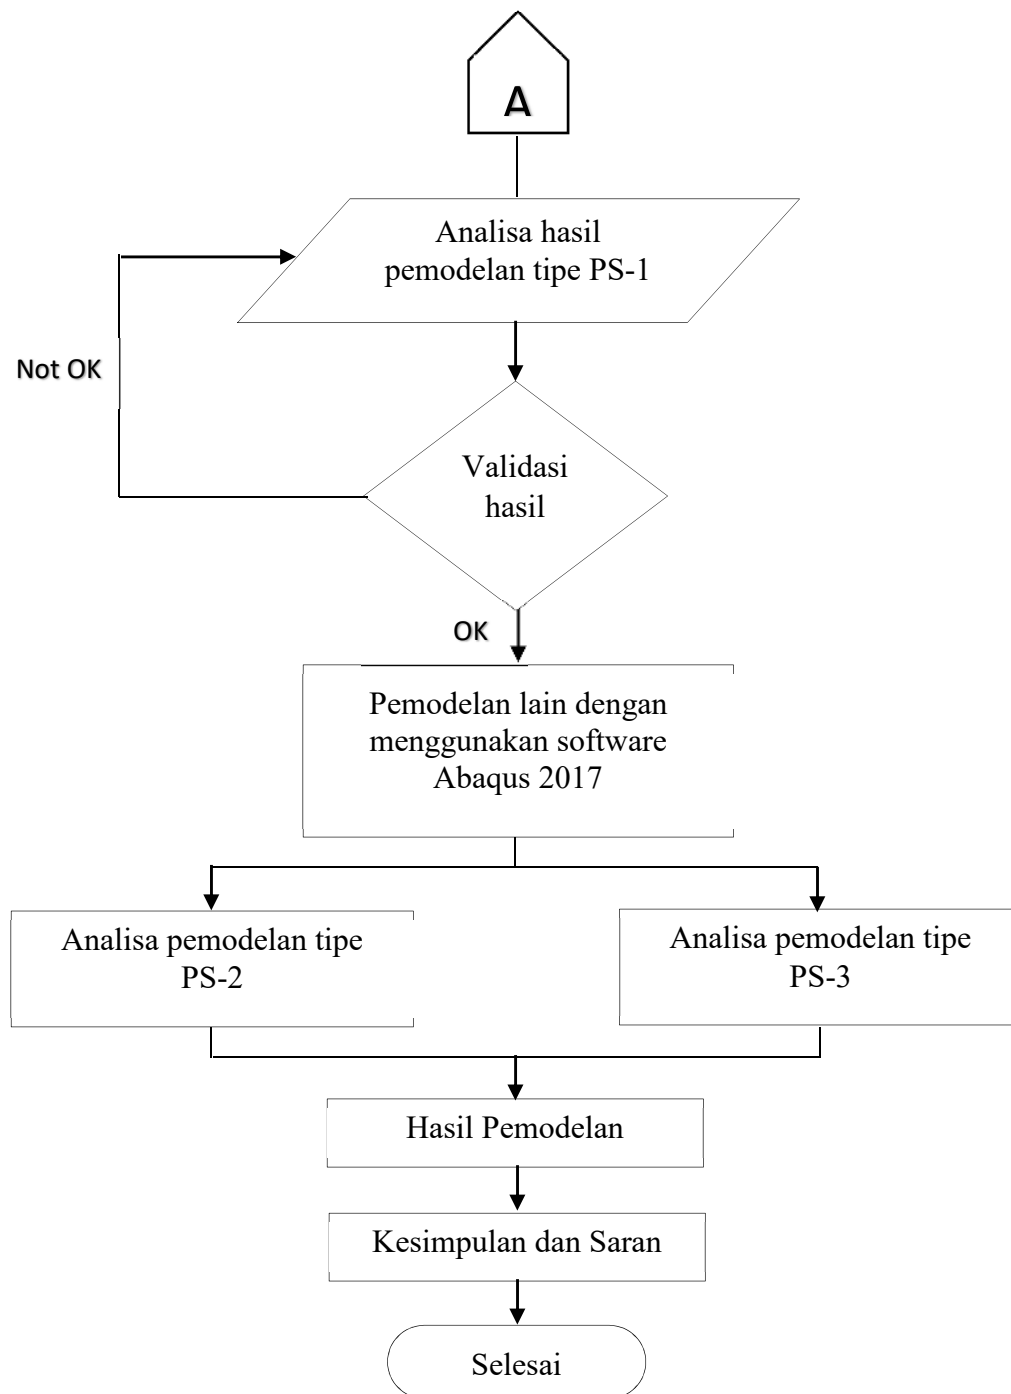 A
Analisa hasil
pemodelan tipe PS-1
Not OK
Validasi
hasil
OK
Pemodelan lain dengan
menggunakan software
Abaqus 2017
Analisa pemodelan tipe
PS-2
Analisa pemodelan tipe
PS-3
Hasil Pemodelan
Kesimpulan dan Saran
Selesai